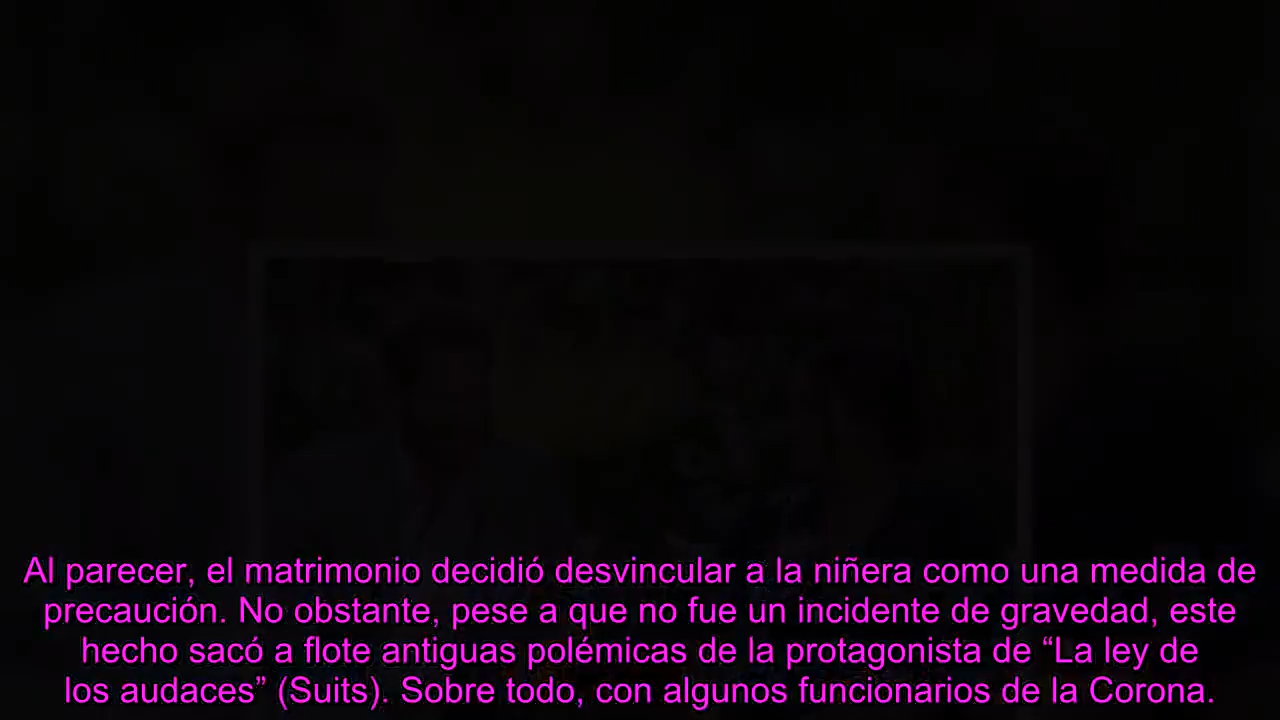 Al parecer, el matrimonio decidió desvincular a la niñera como una medida de
precaución. No obstante, pese a que no fue un incidente de gravedad, este
hecho sacó a flote antiguas polémicas de la protagonista de “La ley de
los audaces” (Suits). Sobre todo, con algunos funcionarios de la Corona.